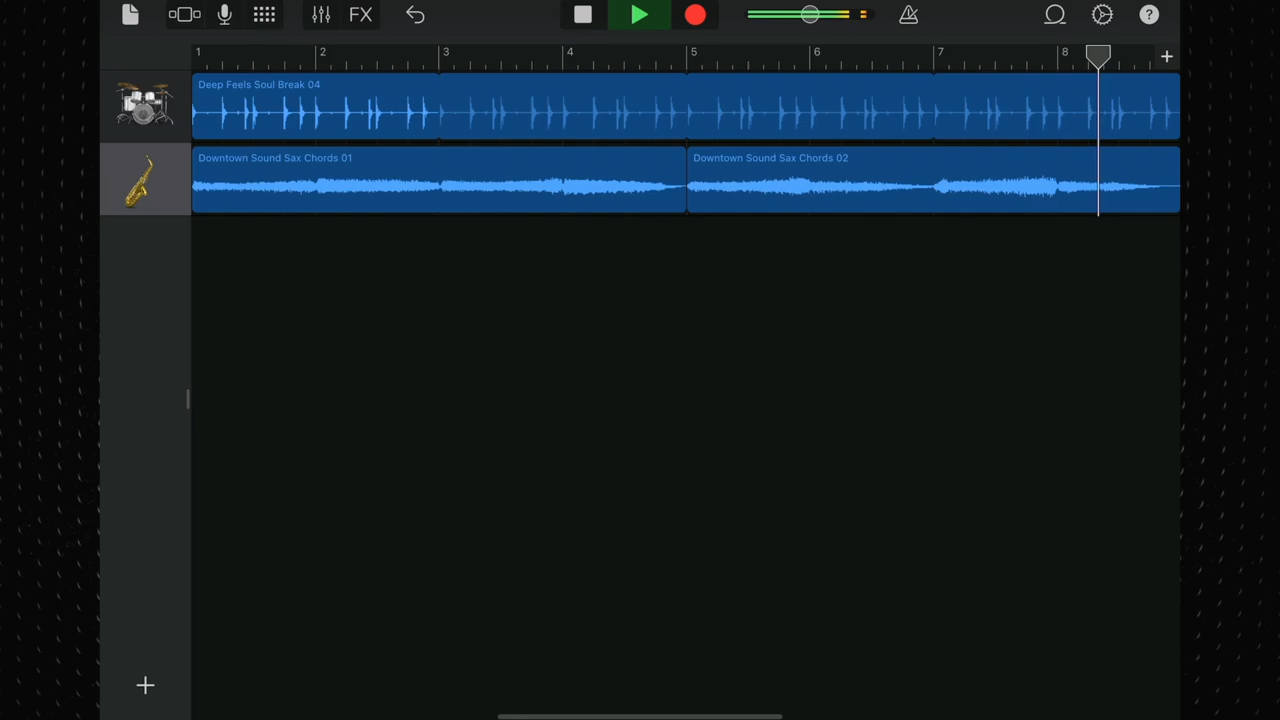 FX
?
1 2 3 4 5 6 7 8 +
Deep Feels Soul Break 04
Downtown Sound Sax Chords 01
Downtown Sound Sax Chords 02
+